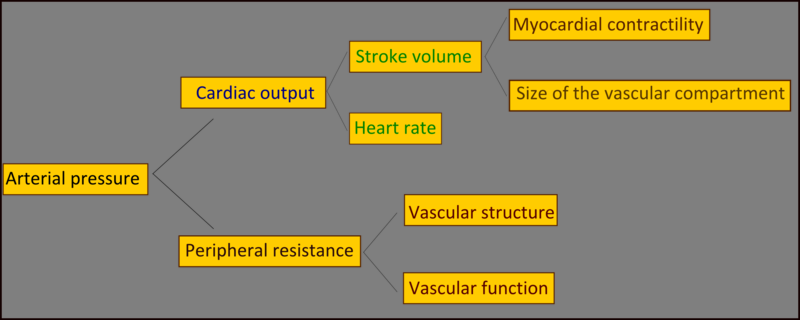 Myocardial contractility
Stroke volume
Size of the vascular compartment
Cardiac output
Heart rate
Arterial pressure
Vascular structure
Peripheral resistance
Vascular function